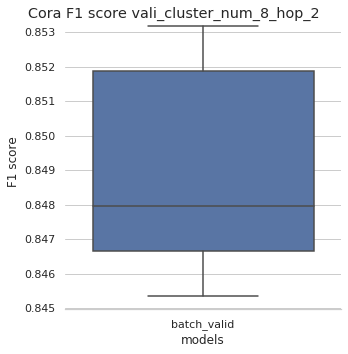 Cora F1 score vali_cluster_num_8_hop_2
0.853
0.852
0.851
0.850
0.849
0.848
0.847
0.846
0.845
F1 score
batch_valid
models